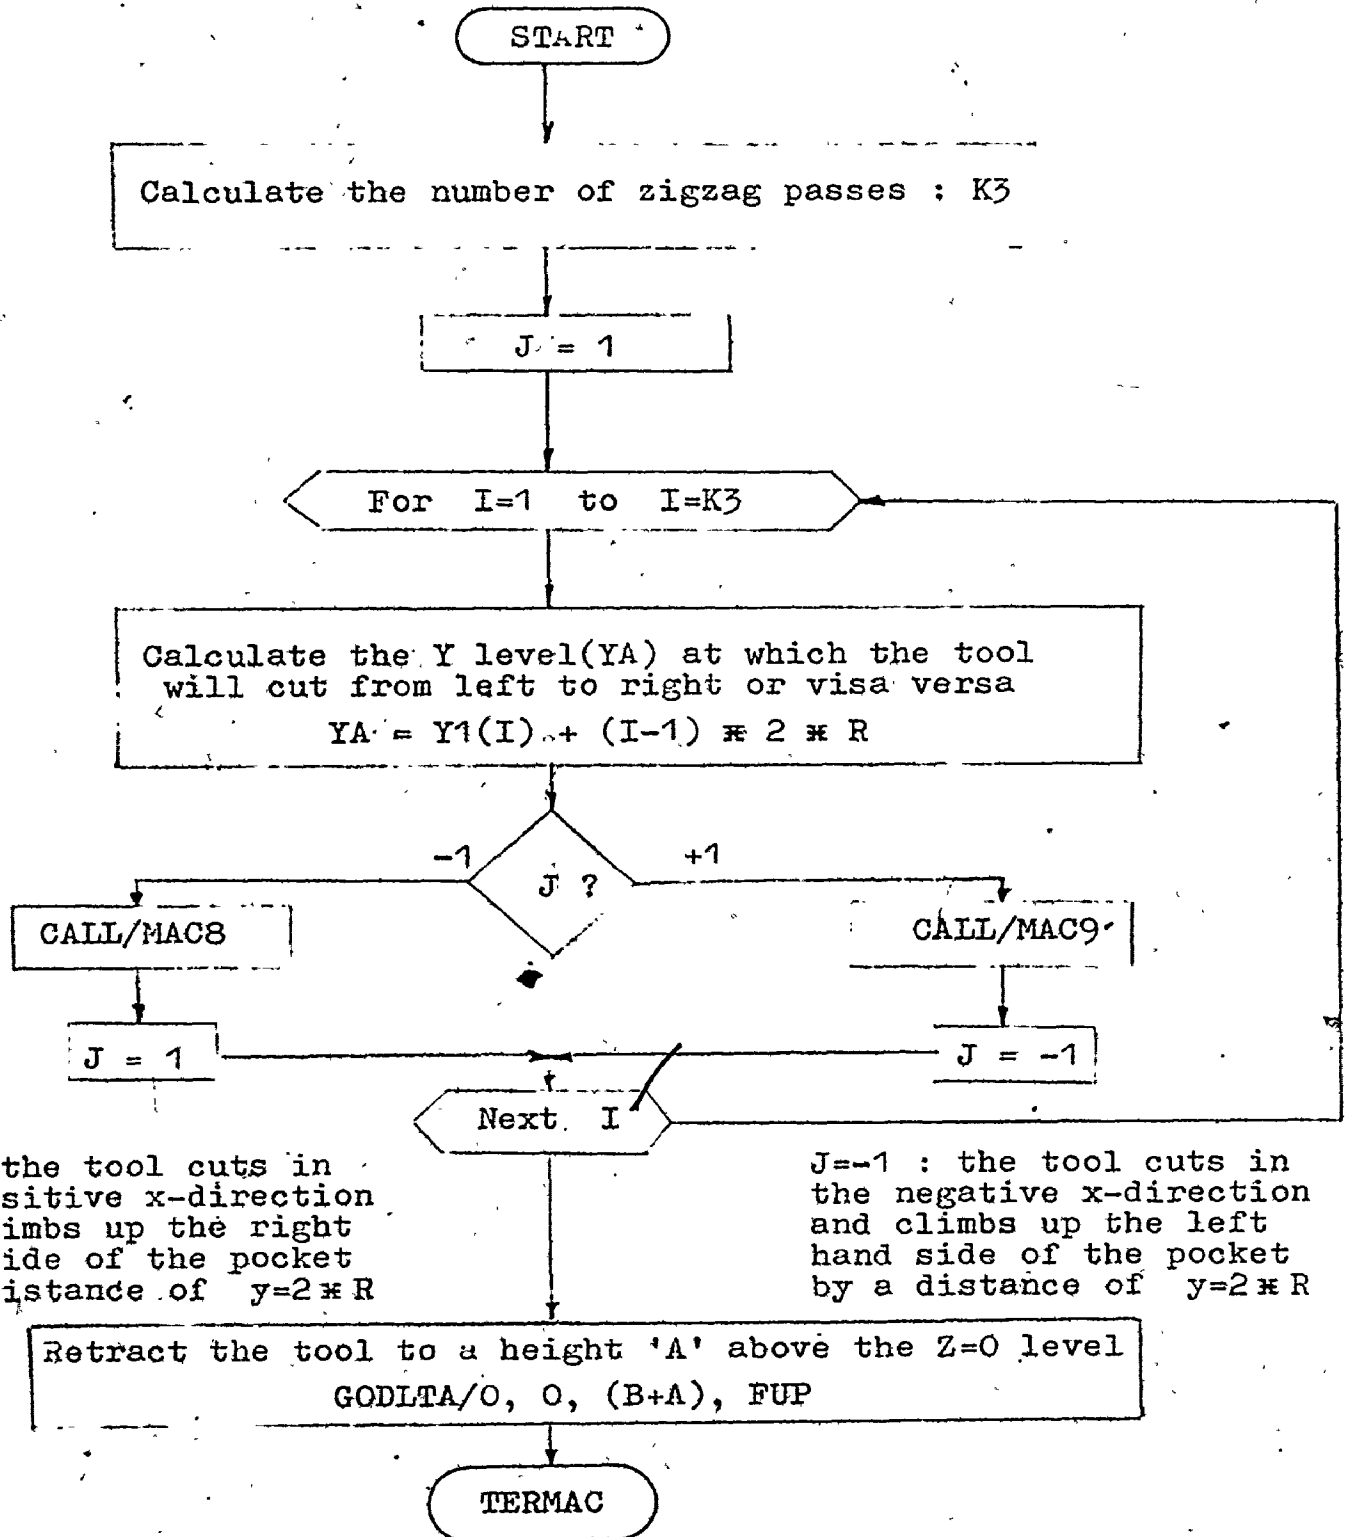 START
Calculate the number of zigzag passes : K3
J = 1
For I=1 to I=K3
Calculate the Y level(YA) at which the tool
will cut from left to right or visa versa
YA = Y1(I) + (I-1) * 2 * R
-1
J ?
+1
CALL/MAC8
CALL/MAC9
J = 1
J = -1
Next I
the tool cuts in
sitive x-direction
imbs up the right
ide of the pocket
istance of y=2*R
J=-1 : the tool cuts in
the negative x-direction
and climbs up the left
hand side of the pocket
by a distance of y=2*R
Retract the tool to a height 'A' above the Z=0 level
GODLTA/0, 0, (B+A), FUP
TERMAC